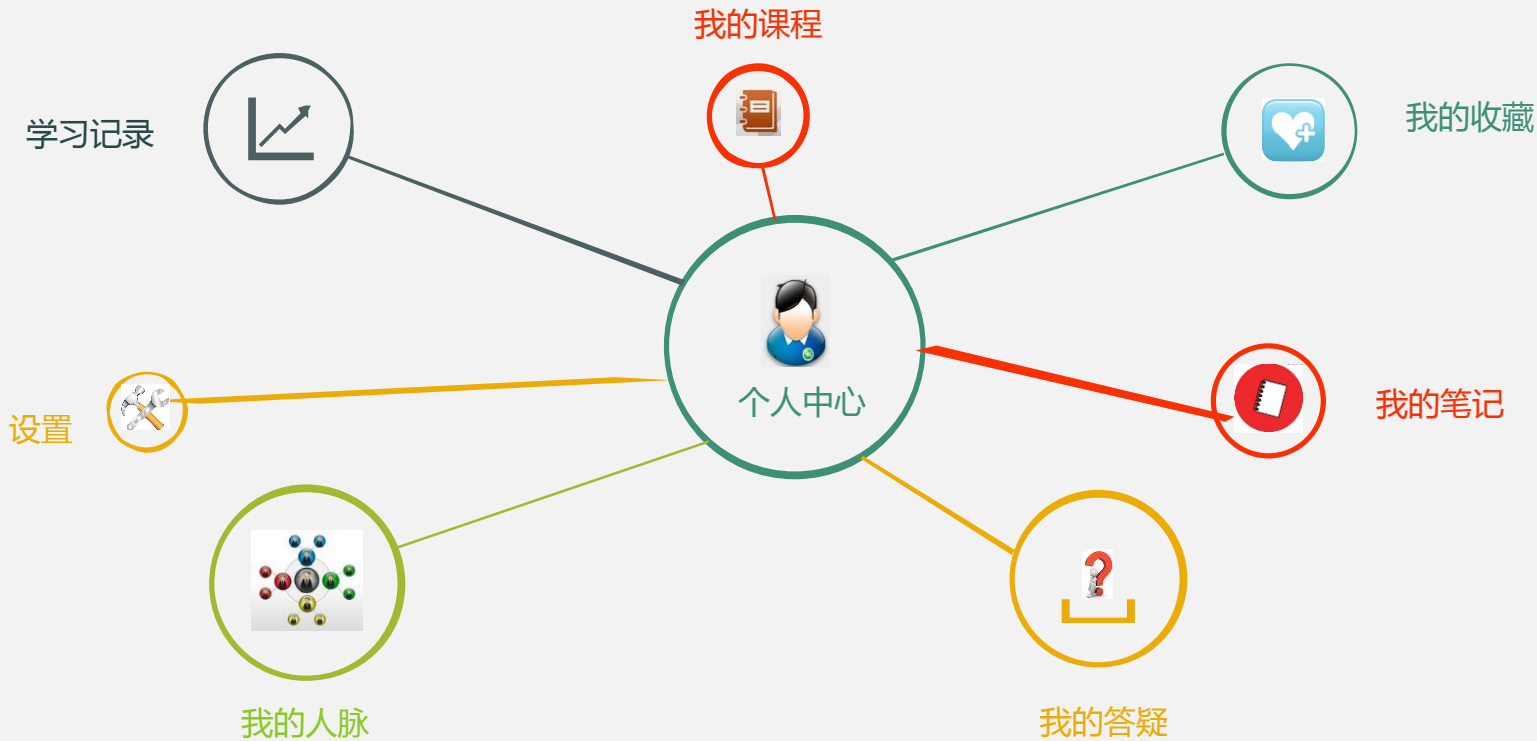 我的课程
学习记录
我的收藏
个人中心
设置
我的笔记
我的人脉
我的答疑